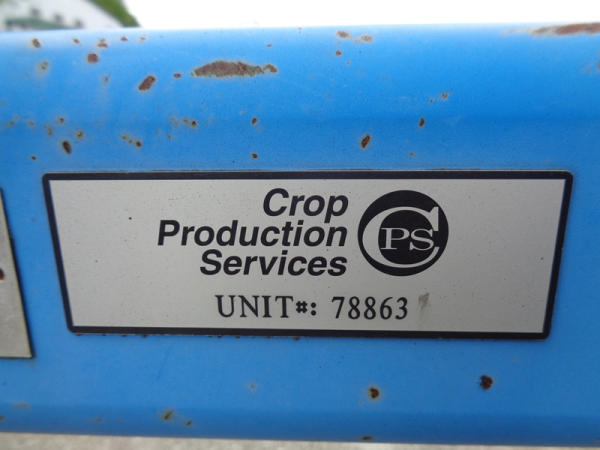 Crop
Production
Services
CPS
UNIT#: 78863